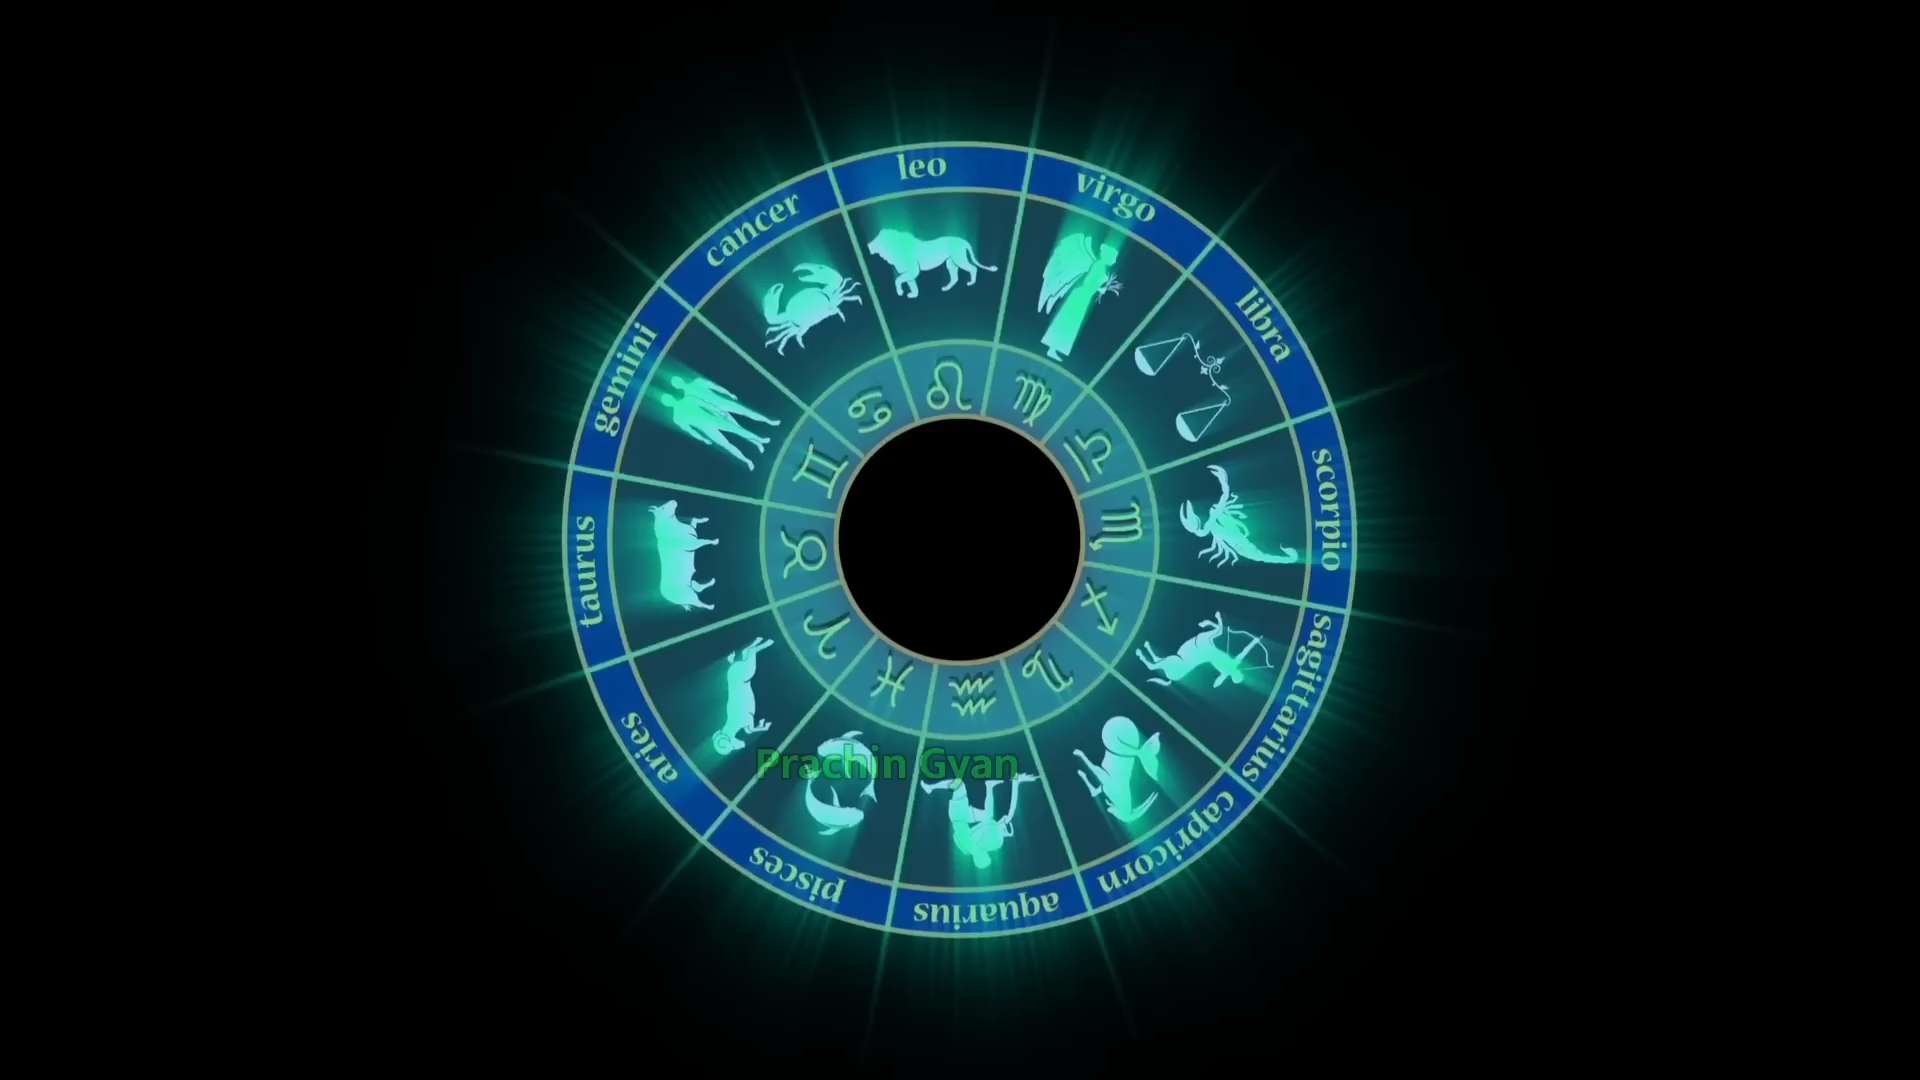 leo
virgo
libra
scorpio
sagittarius
capricorn
aquarius
pisces
aries
taurus
gemini
cancer
Prachin Gyan